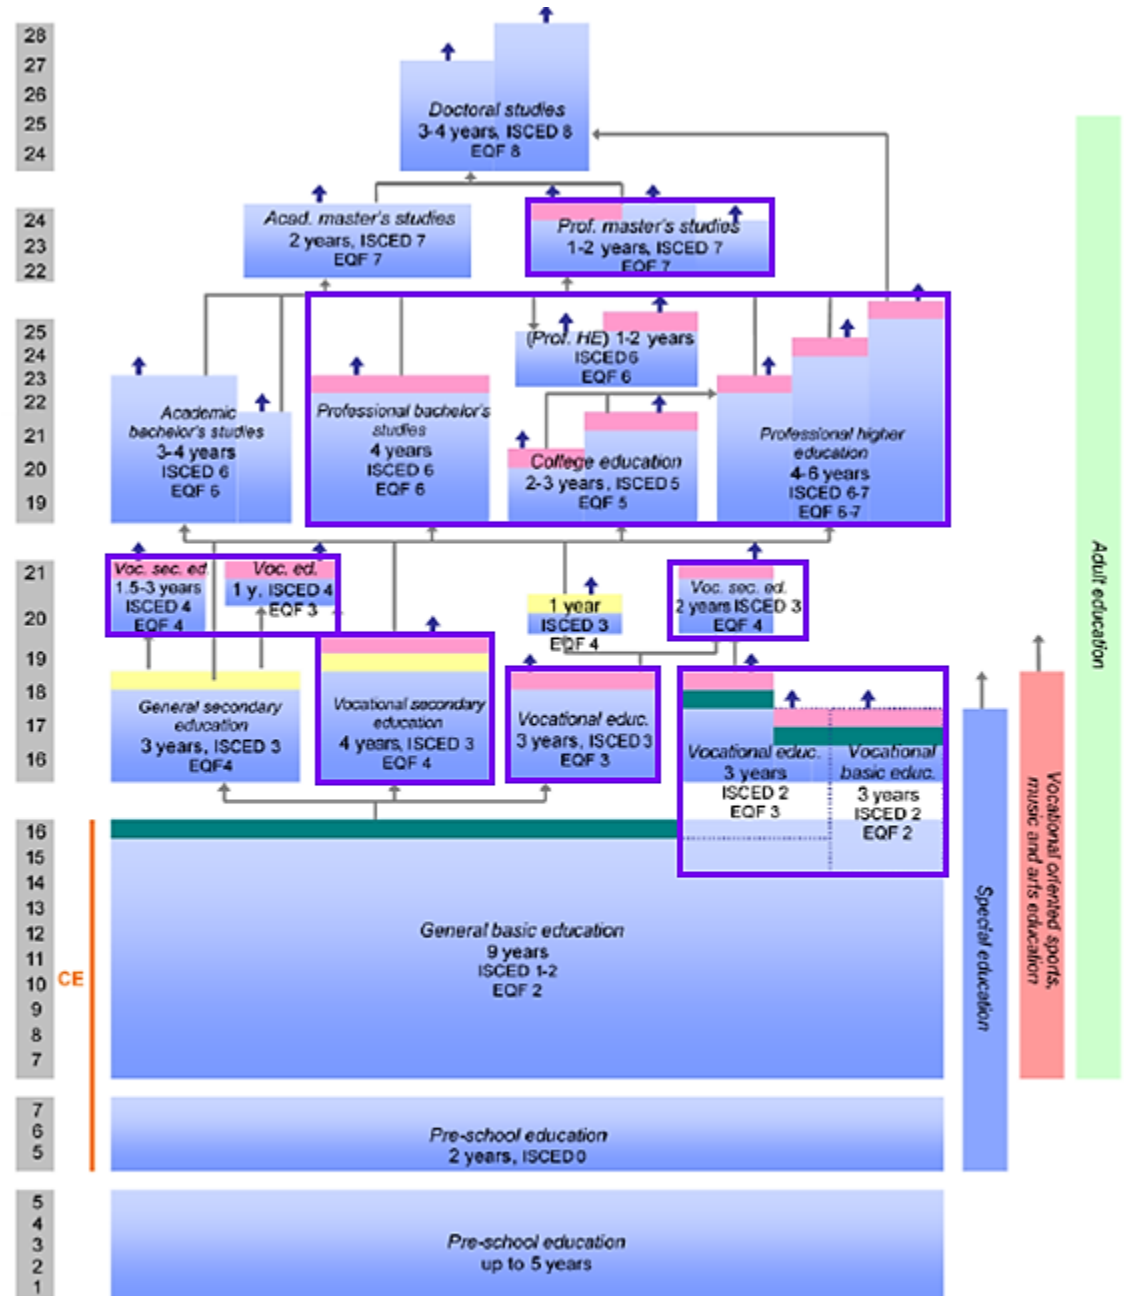 28
27
26
25
24
Doctoral studies
3-4 years, ISCED 8
EQF 8
24
23
22
Acad. master's studies
2 years, ISCED 7
EQF 7
Prof. master's studies
1-2 years, ISCED 7
EQF 7
25
24
23
22
21
20
19
Academic
bachelor's studies
3-4 years
ISCED 6
EQF 6
Professional bachelor's
studies
4 years
ISCED 6
EQF 6
(Prof. HE) 1-2 years
ISCED 6
EQF 6
College education
2-3 years, ISCED 5
EQF 5
Professional higher
education
4-6 years
ISCED 6-7
EQF 6-7
21
20
19
18
17
16
Voc. sec. ed.
1.5-3 years
ISCED 4
EQF 4
Voc. ed.
1 y, ISCED 4
EQF 3
1 year
ISCED 3
EQF 4
Voc. sec. ed.
2 years ISCED 3
EQF 4
General secondary
education
3 years, ISCED 3
EQF4
Vocational secondary
education
4 years, ISCED 3
EQF 4
Vocational educ.
3 years, ISCED 3
EQF 3
Vocational educ.
3 years
ISCED 2
EQF 3
Vocational
basic educ.
3 years
ISCED 2
EQF 2
16
15
14
13
12
11
10
9
8
7
CE
General basic education
9 years
ISCED 1-2
EQF 2
7
6
5
Pre-school education
2 years, ISCED 0
5
4
3
2
1
Pre-school education
up to 5 years
Special education
Vocational oriented sports,
music and arts education
Adult education